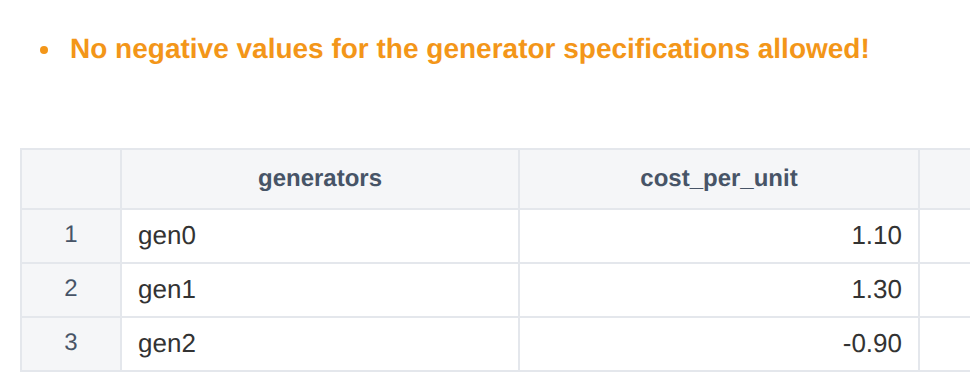 • No negative values for the generator specifications allowed!
generators cost_per_unit
1 gen0 1.10
2 gen1 1.30
3 gen2 -0.90